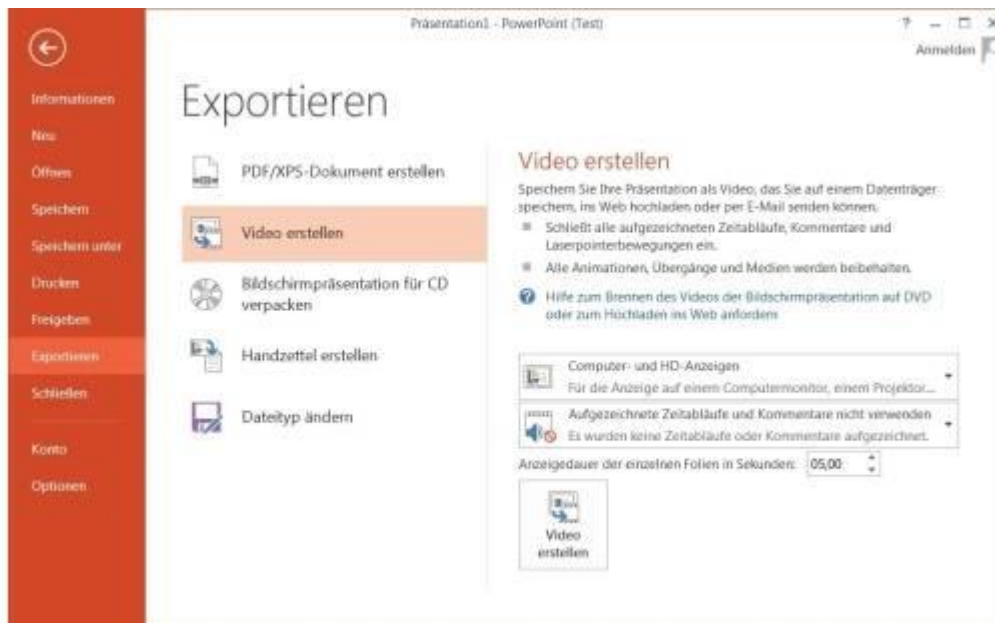 Präsentation1 - PowerPoint (Test)
?
Anmelden
Informationen
Neu
Öffnen
Speichern
Speichern unter
Drucken
Freigeben
Exportieren
Schließen
Konto
Optionen
Exportieren
PDF/XPS-Dokument erstellen
Video erstellen
Bildschirmpräsentation für CD
verpacken
Handzettel erstellen
Dateityp ändern
Video erstellen
Speichern Sie Ihre Präsentation als Video, das Sie auf einem Datenträger
speichern, ins Web hochladen oder per E-Mail senden können.
Schließt alle aufgezeichneten Zeitabläufe, Kommentare und
Laserpointerbewegungen ein.
Alle Animationen, Übergänge und Medien werden beibehalten.
Hilfe zum Brennen des Videos der Bildschirmpräsentation auf DVD
oder zum Hochladen ins Web anfordern
Computer- und HD-Anzeigen
Für die Anzeige auf einem Computermonitor, einem Projektor...
Aufgezeichnete Zeitabläufe und Kommentare nicht verwenden
Es wurden keine Zeitabläufe oder Kommentare aufgezeichnet.
Anzeigedauer der einzelnen Folien in Sekunden: 05,00
Video
erstellen